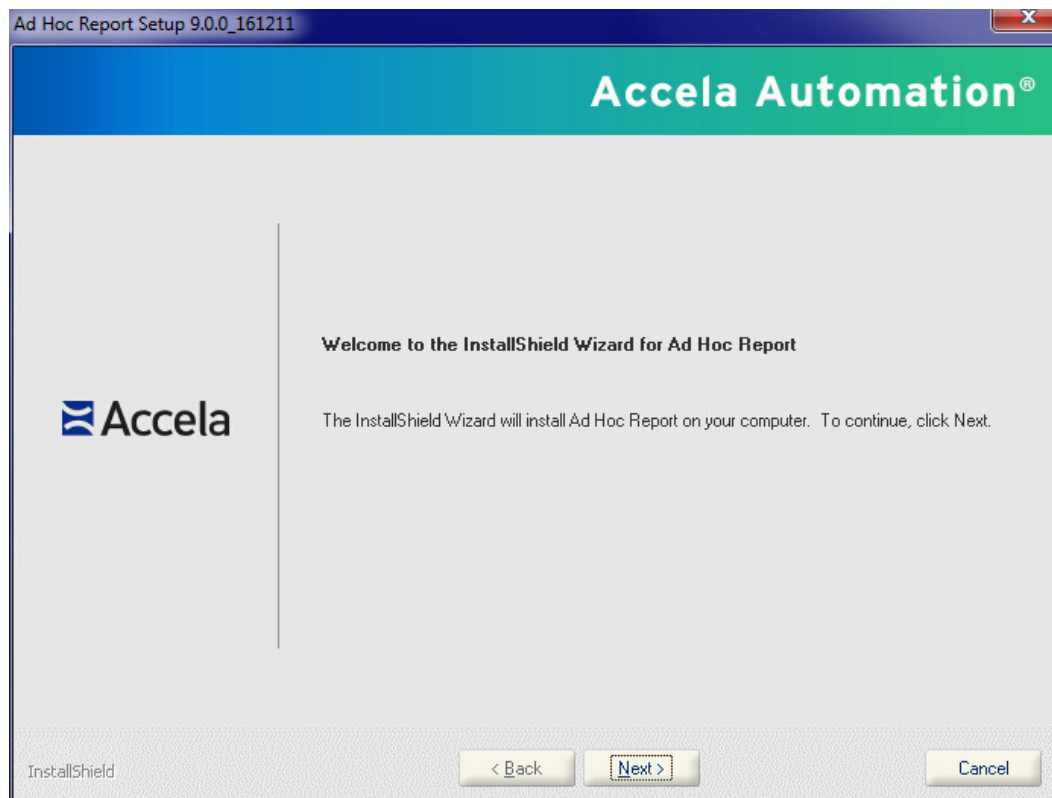 Ad Hoc Report Setup 9.0.0_161211
X
Accela Automation®
Welcome to the InstallShield Wizard for Ad Hoc Report
Accela
The InstallShield Wizard will install Ad Hoc Report on your computer. To continue, click Next.
InstallShield
< Back
Next >
Cancel